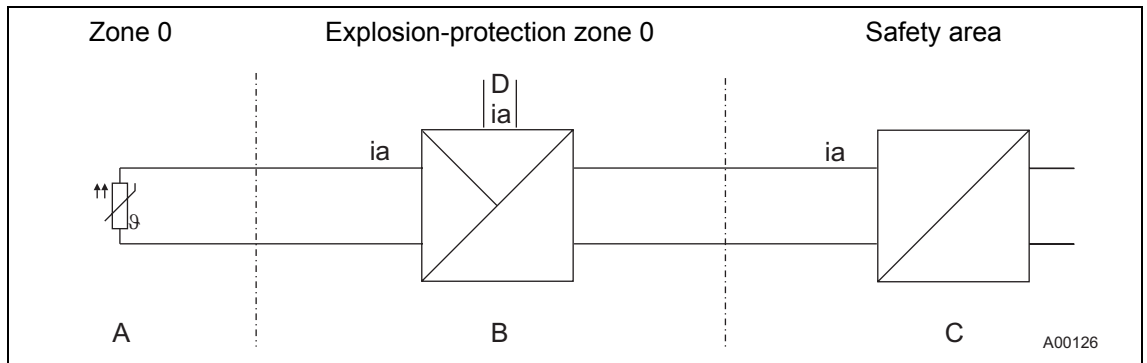 Zone 0 Explosion-protection zone 0 Safety area
D
ia
ia ia
ϑ
A B C
A00126